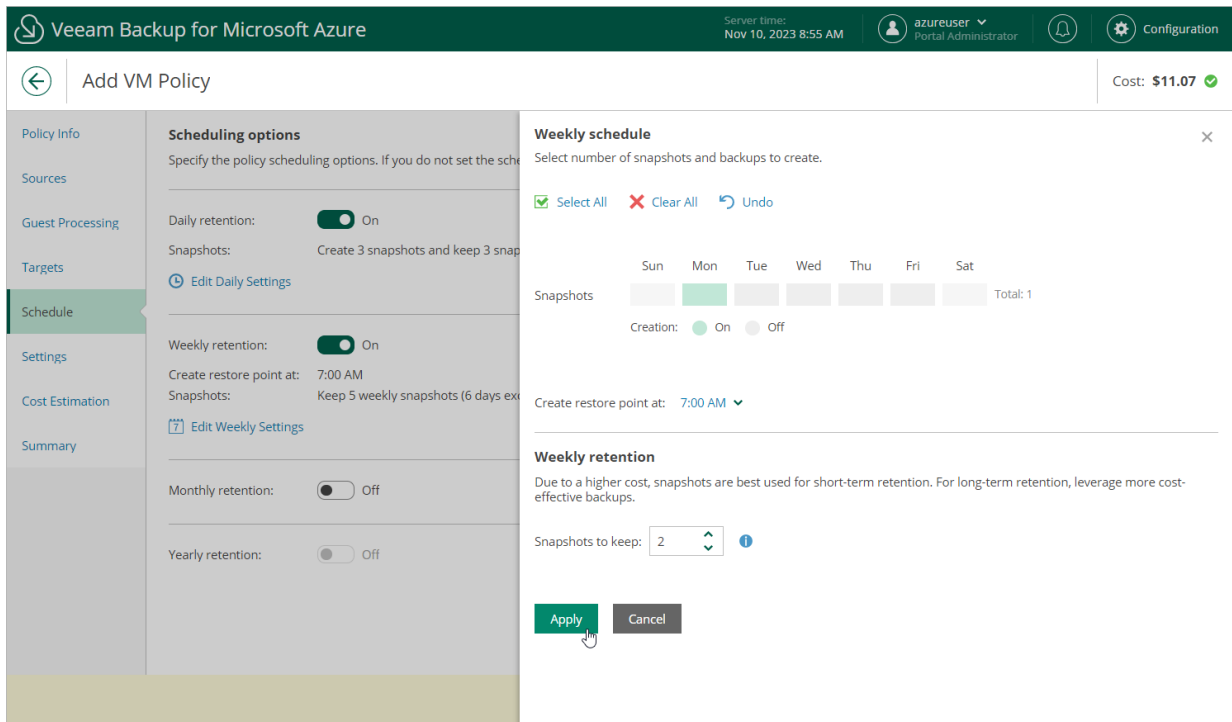 Veeam Backup for Microsoft Azure
Server time:
Nov 10, 2023 8:55 AM
azureuser
Portal Administrator
Configuration
Add VM Policy
Cost: $11.07
Policy Info
Sources
Guest Processing
Targets
Schedule
Settings
Cost Estimation
Summary
Scheduling options
Specify the policy scheduling options. If you do not set the sche
Daily retention: On
Snapshots: Create 3 snapshots and keep 3 snap
Edit Daily Settings
Weekly retention: On
Create restore point at: 7:00 AM
Snapshots: Keep 5 weekly snapshots (6 days exc
7 Edit Weekly Settings
Monthly retention: Off
Yearly retention: Off
Weekly schedule
Select number of snapshots and backups to create.
Select All Clear All Undo
Sun Mon Tue Wed Thu Fri Sat
Snapshots Total: 1
Creation: On Off
Create restore point at: 7:00 AM
Weekly retention
Due to a higher cost, snapshots are best used for short-term retention. For long-term retention, leverage more cost-
effective backups.
Snapshots to keep: 2
Apply Cancel